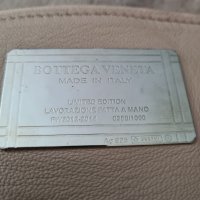 BOTTEGA VENETA
MADE IN ITALY
LIMITED EDITION
LAVORAZIONE FATTA A MANO